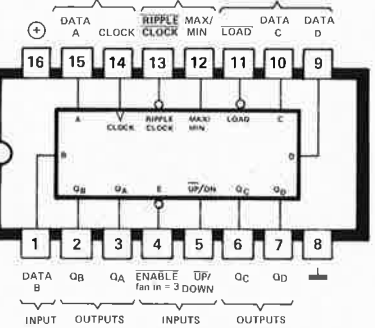 DATA A CLOCK RIPPLE CLOCK MAX/ MIN LOAD DATA C DATA D
16 15 14 13 12 11 10 9
A CLOCK RIPPLE CLOCK MAX/ MIN LOAD C
B D
QB QA E UP/DN QC QD
1 2 3 4 5 6 7 8
DATA B QB QA ENABLE fan in = 3 UP/ DOWN QC QD
INPUT OUTPUTS INPUTS OUTPUTS